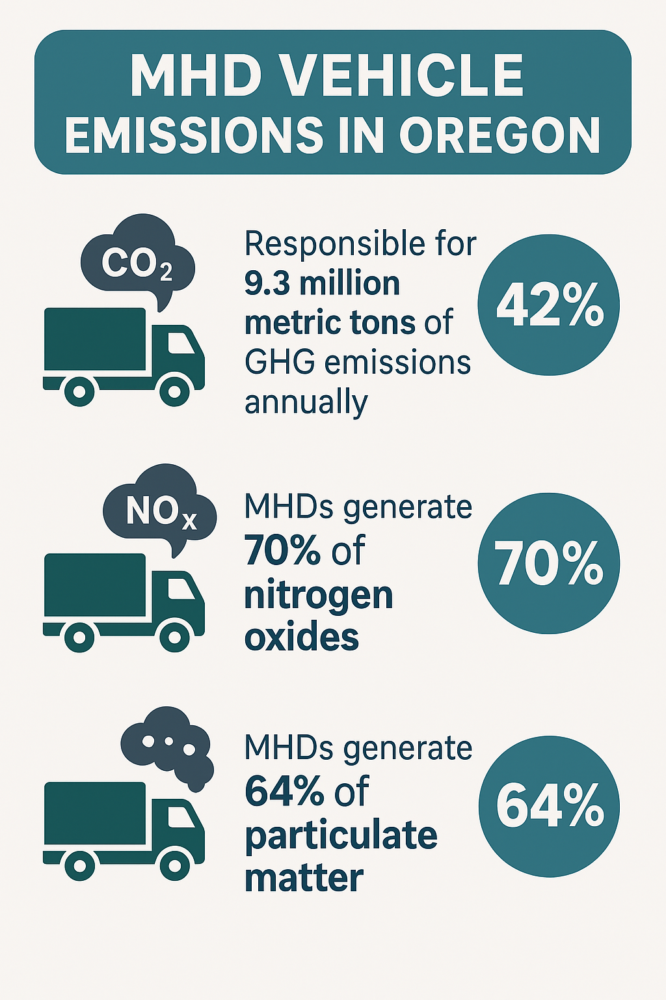 MHD VEHICLE
EMISSIONS IN OREGON
CO₂
Responsible for
9.3 million
metric tons of
GHG emissions
annually
42%
NOₓ
MHDs generate
70% of
nitrogen
oxides
70%
MHDs generate
64% of
particulate
matter
64%